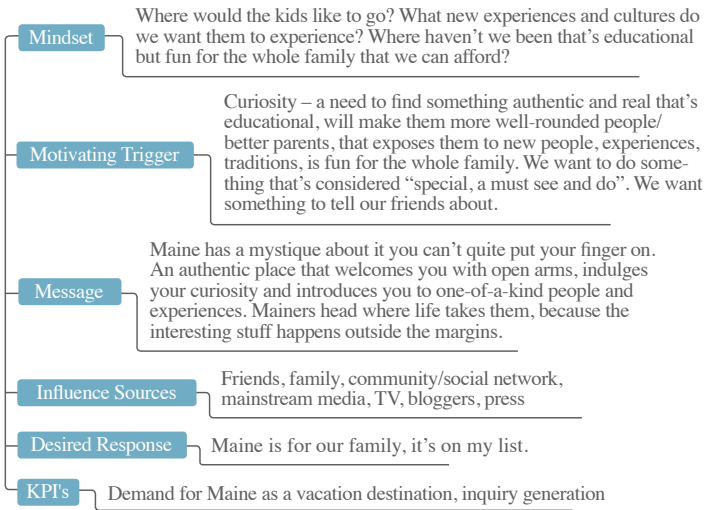 Mindset
Where would the kids like to go? What new experiences and cultures do
we want them to experience? Where haven’t we been that’s educational
but fun for the whole family that we can afford?
Motivating Trigger
Curiosity – a need to find something authentic and real that’s
educational, will make them more well-rounded people/
better parents, that exposes them to new people, experiences,
traditions, is fun for the whole family. We want to do some-
thing that’s considered “special, a must see and do”. We want
something to tell our friends about.
Message
Maine has a mystique about it you can’t quite put your finger on.
An authentic place that welcomes you with open arms, indulges
your curiosity and introduces you to one-of-a-kind people and
experiences. Mainers head where life takes them, because the
interesting stuff happens outside the margins.
Influence Sources
Friends, family, community/social network,
mainstream media, TV, bloggers, press
Desired Response
Maine is for our family, it’s on my list.
KPI's
Demand for Maine as a vacation destination, inquiry generation